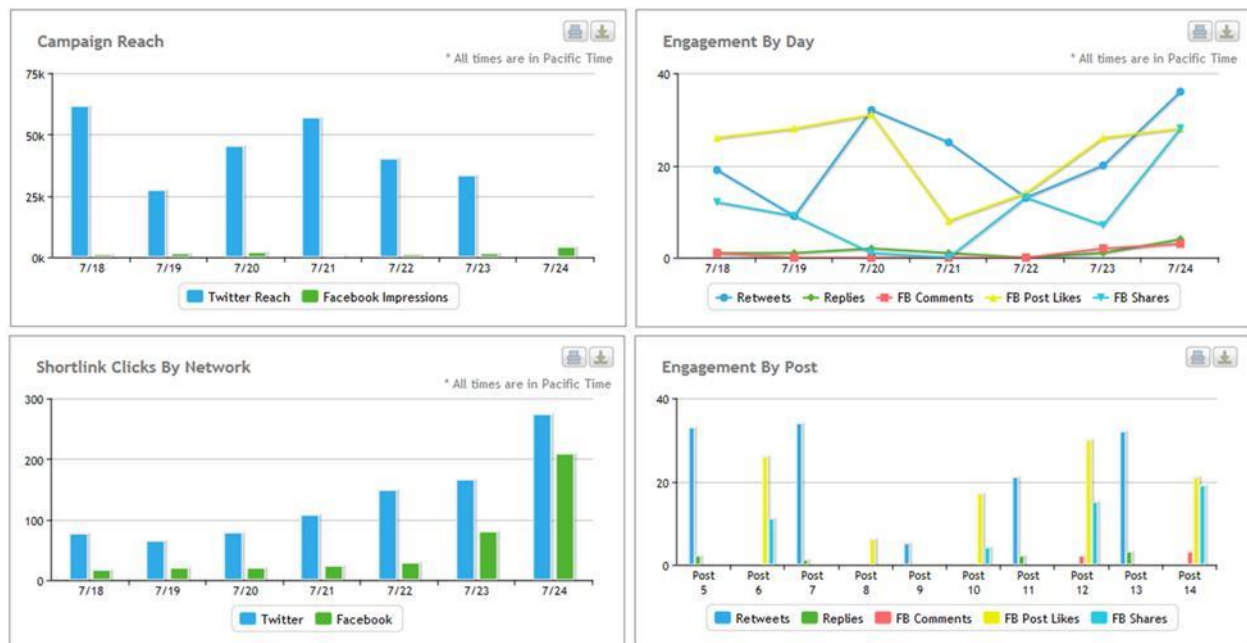 Campaign Reach
* All times are in Pacific Time
75k
50k
25k
0k
7/18 7/19 7/20 7/21 7/22 7/23 7/24
Twitter Reach Facebook Impressions
Engagement By Day
* All times are in Pacific Time
40
20
0
7/18 7/19 7/20 7/21 7/22 7/23 7/24
Retweets Replies FB Comments FB Post Likes FB Shares
Shortlink Clicks By Network
* All times are in Pacific Time
300
200
100
0
7/18 7/19 7/20 7/21 7/22 7/23 7/24
Twitter Facebook
Engagement By Post
40
20
0
Post Post Post Post Post Post Post Post Post Post
5 6 7 8 9 10 11 12 13 14
Retweets Replies FB Comments FB Post Likes FB Shares